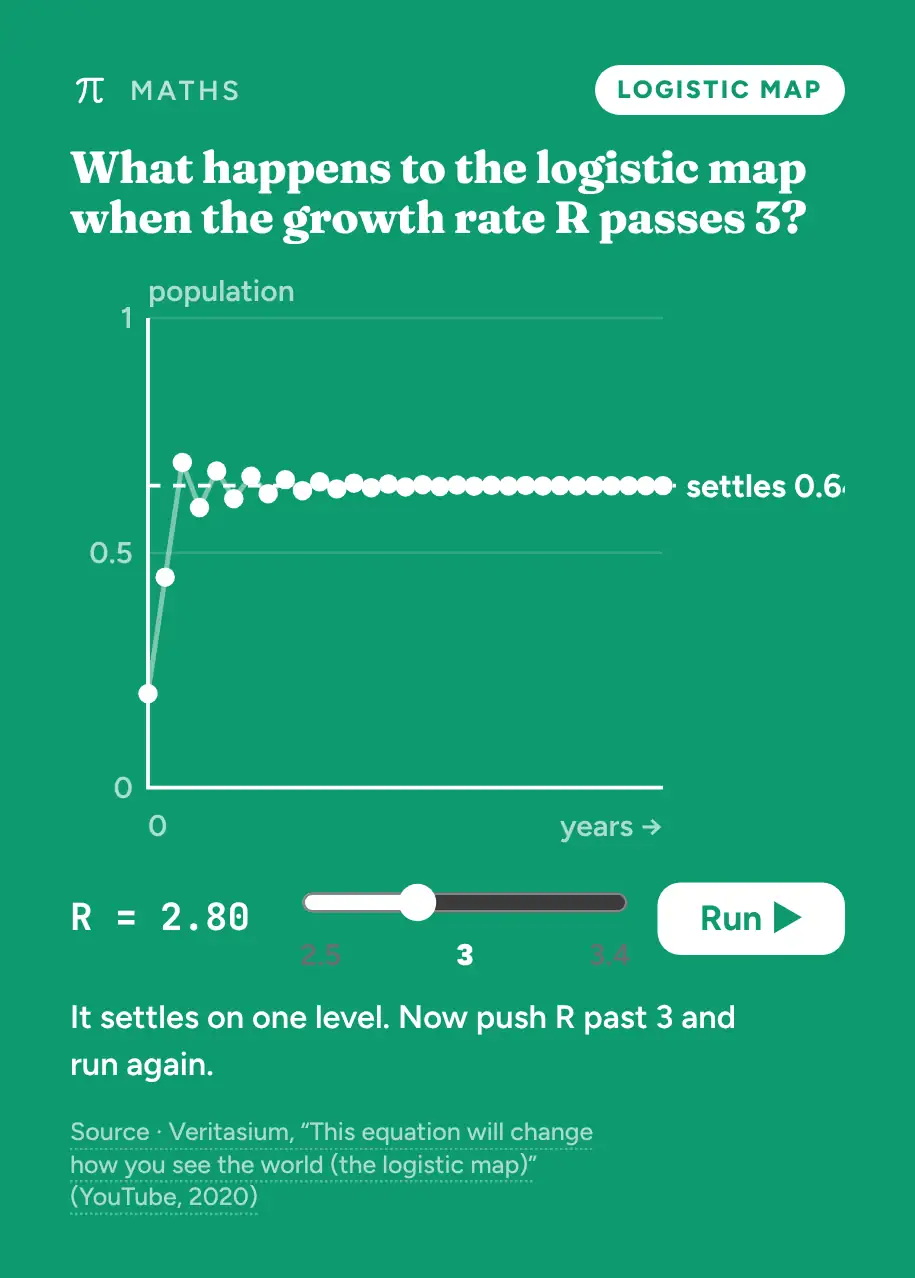 π MATHS
LOGISTIC MAP
What happens to the logistic map
when the growth rate R passes 3?
population
1
settles 0.6
0.5
0
0
years →
R = 2.80
Run ▶
2.5 3 3.4
It settles on one level. Now push R past 3 and
run again.
Source · Veritasium, “This equation will change
how you see the world (the logistic map)”
(YouTube, 2020)